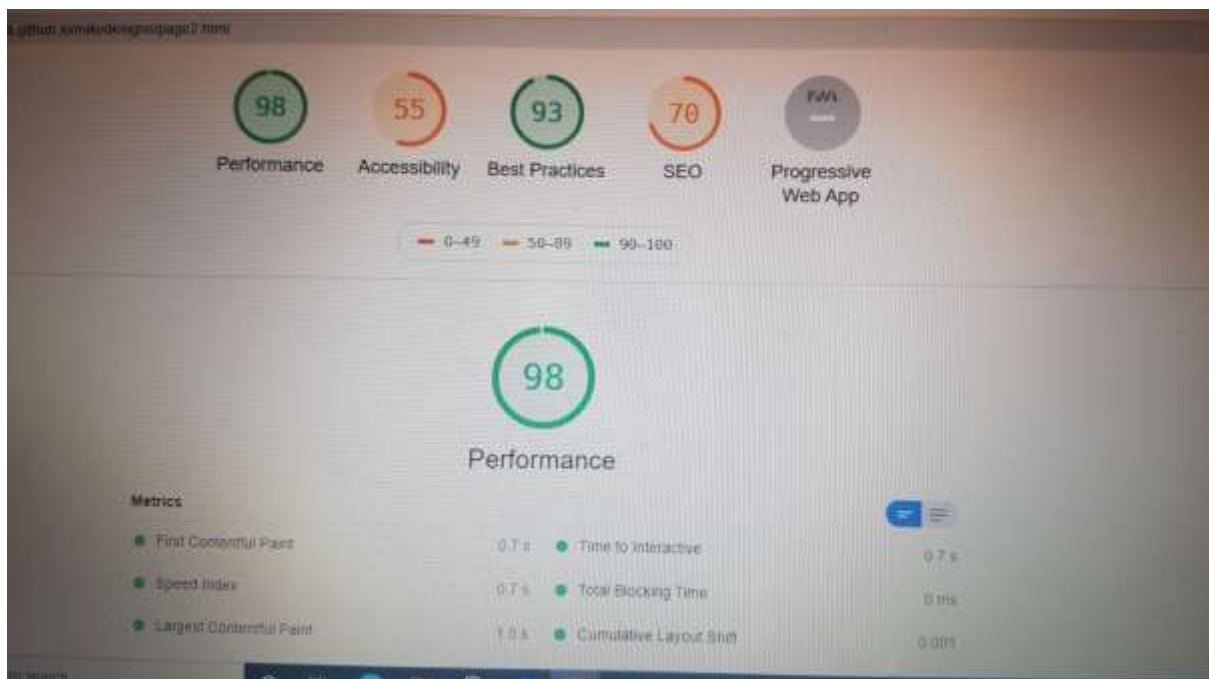 98
55
93
70
PWA
Performance
Accessibility
Best Practices
SEO
Progressive
Web App
0–49
50–89
90–100
98
Performance
Metrics
First Contentful Paint
0.7 s
Time to Interactive
0.7 s
Speed Index
0.7 s
Total Blocking Time
0 ms
Largest Contentful Paint
1.0 s
Cumulative Layout Shift